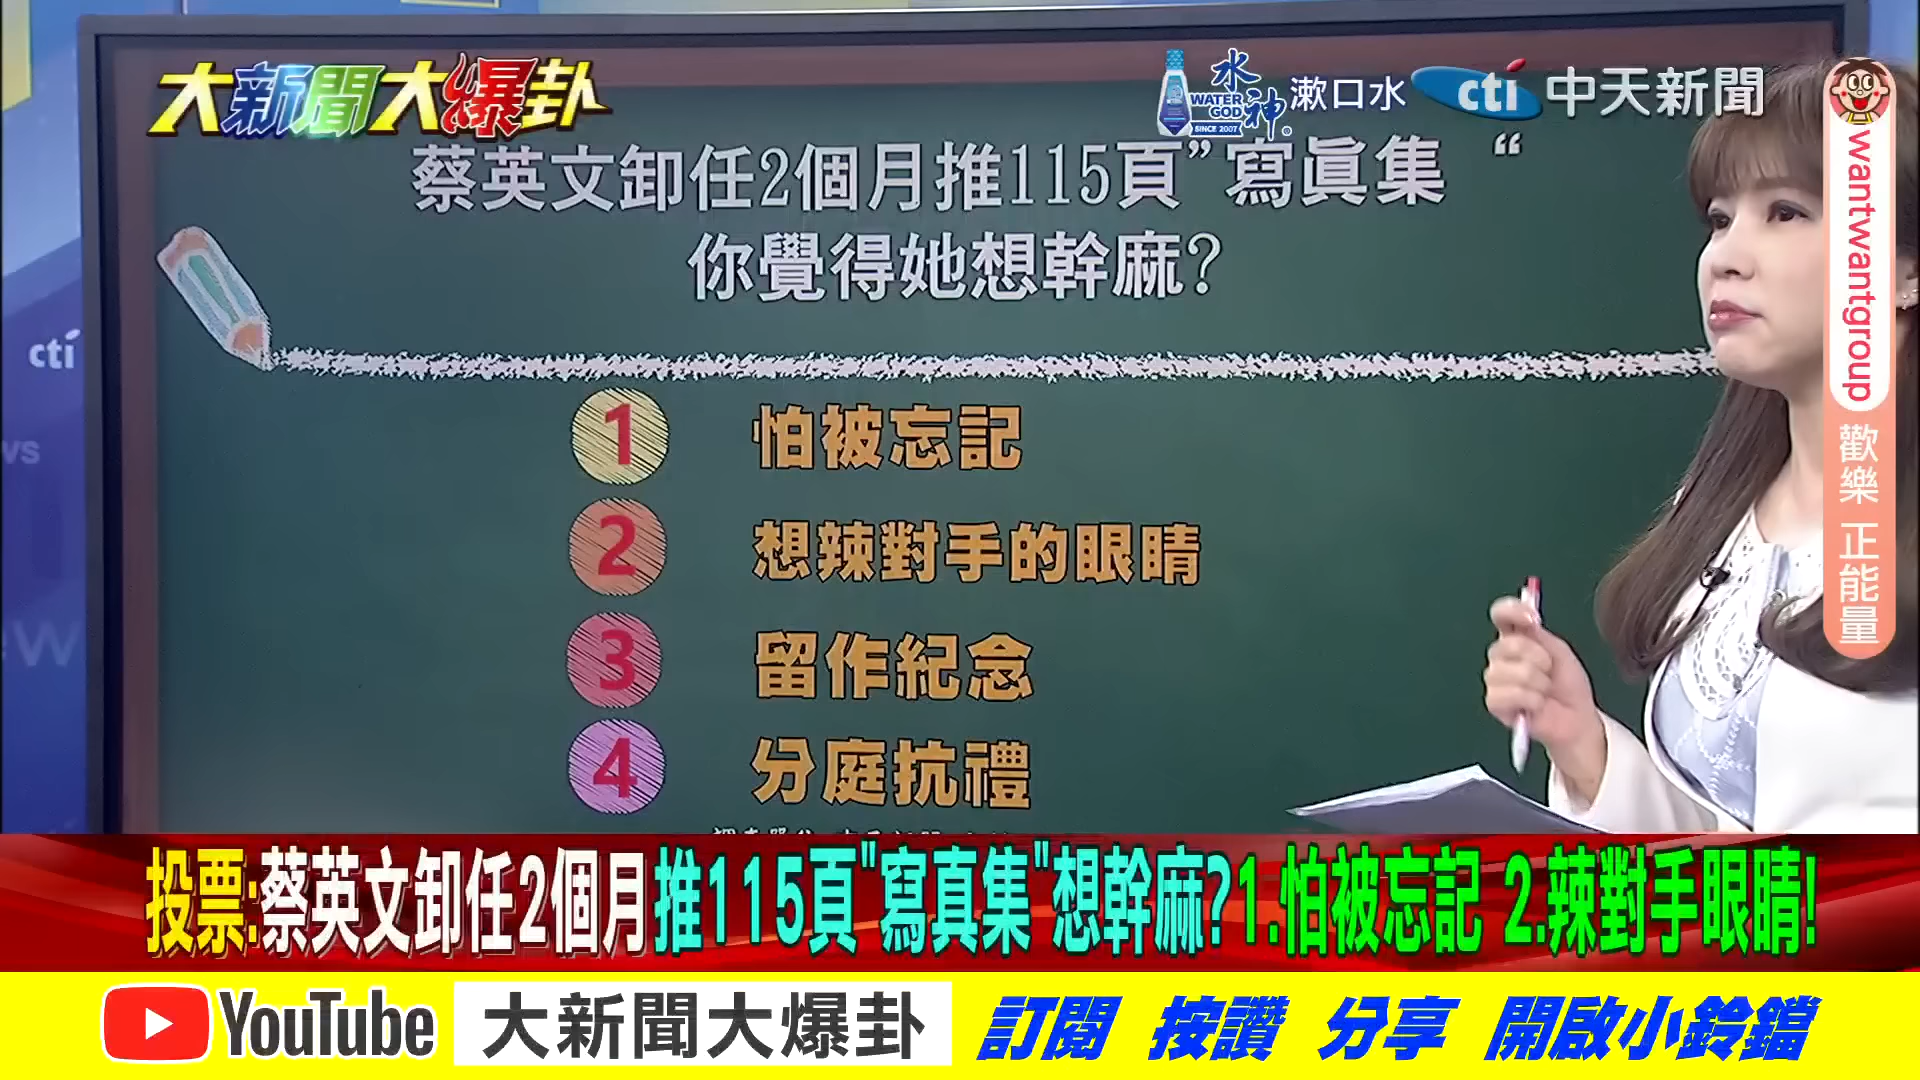 大新聞大爆卦
水神
WATER GOD
SINCE 2007
漱口水
cti 中天新聞
wantwantgroup 歡樂 正能量
蔡英文卸任2個月推115頁”寫眞集“
你覺得她想幹麻?
cti
1 怕被忘記
2 想辣對手的眼睛
3 留作紀念
4 分庭抗禮
投票:蔡英文卸任2個月推115頁"寫真集"想幹麻?1.怕被忘記 2.辣對手眼睛!
YouTube 大新聞大爆卦 訂閱 按讚 分享 開啟小鈴鐺